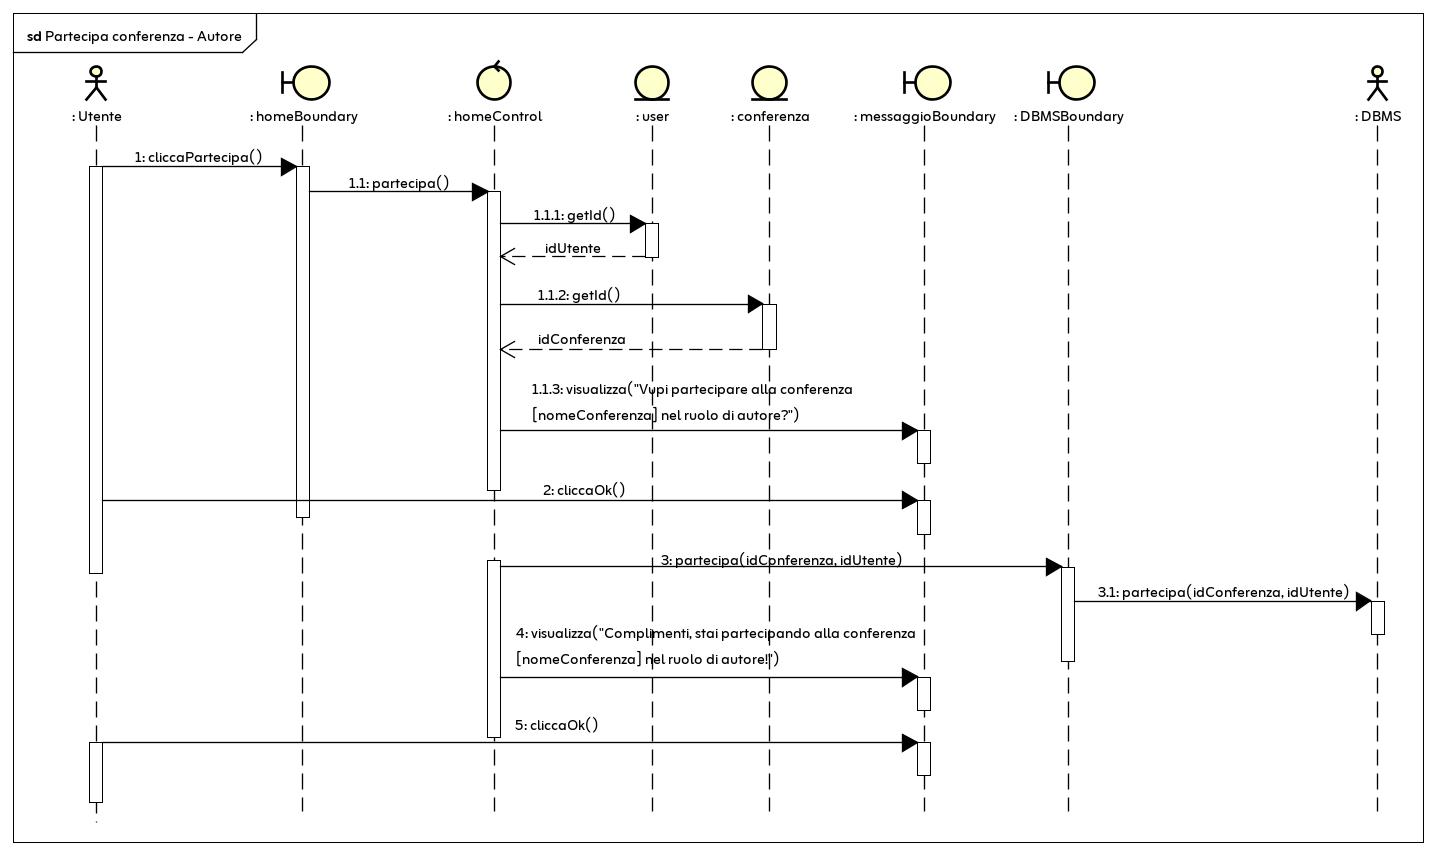 sd Partecipa conferenza - Autore
: Utente
: homeBoundary
: homeControl
: user
: conferenza
: messaggioBoundary
: DBMSBoundary
: DBMS
1: cliccaPartecipa()
1.1: partecipa()
1.1.1: getId()
idUtente
1.1.2: getId()
idConferenza
1.1.3: visualizza("Vupi partecipare alla conferenza
[nomeConferenza] nel ruolo di autore?")
2: cliccaOk()
3: partecipa(idConferenza, idUtente)
3.1: partecipa(idConferenza, idUtente)
4: visualizza("Complimenti, stai partecipando alla conferenza
[nomeConferenza] nel ruolo di autore!")
5: cliccaOk()